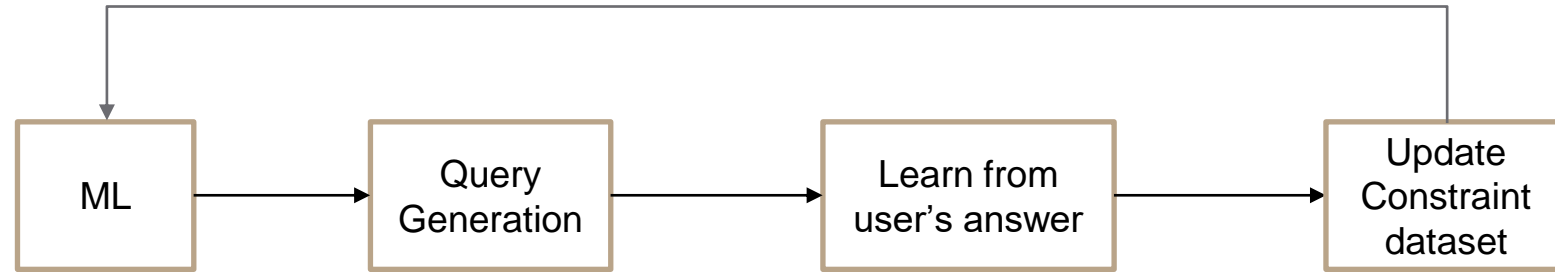 ML
Query
Generation
Learn from
user’s answer
Update
Constraint
dataset